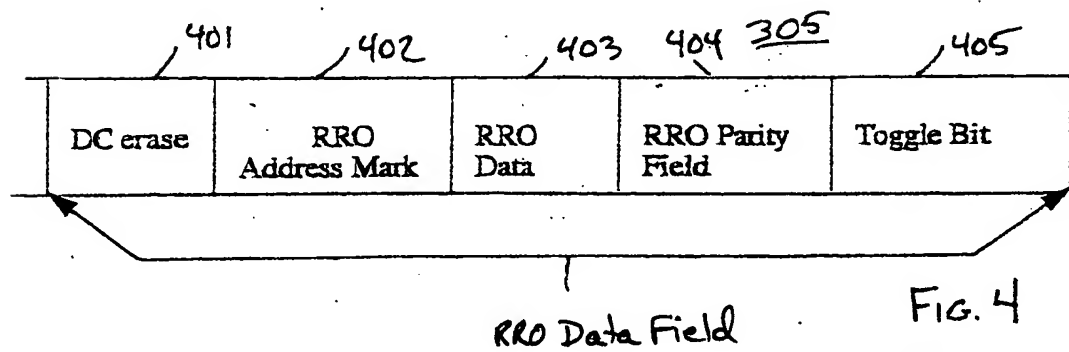 401 402 403 404 305 405
DC erase RRO Address Mark RRO Data RRO Parity Field Toggle Bit
RRO Data Field
FIG. 4